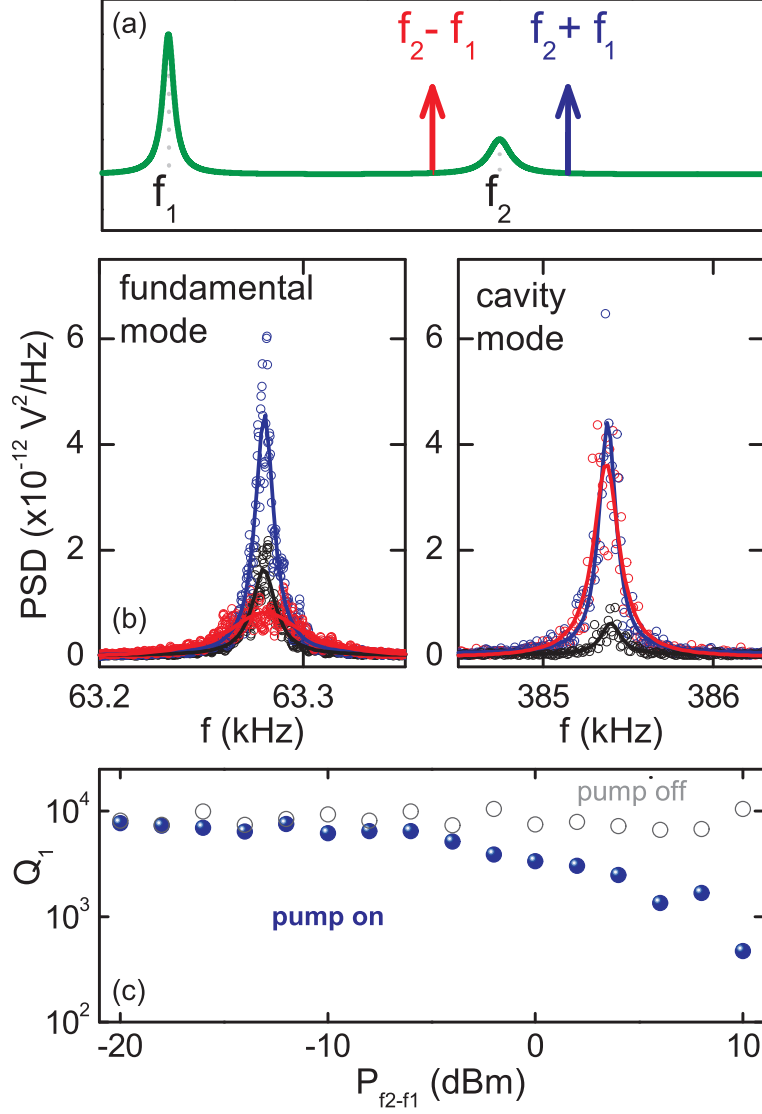 (a)
f₂- f₁ f₂+ f₁
f₁ f₂
fundamental
mode
cavity
mode
PSD (x10⁻¹² V²/Hz)
6
4
2
0
(b)
63.2 63.3
f (kHz)
6
4
2
0
385 386
f (kHz)
pump off
10⁴
Q₁
10³
pump on
(c)
10²
-20 -10 0 10
P_f2-f1 (dBm)